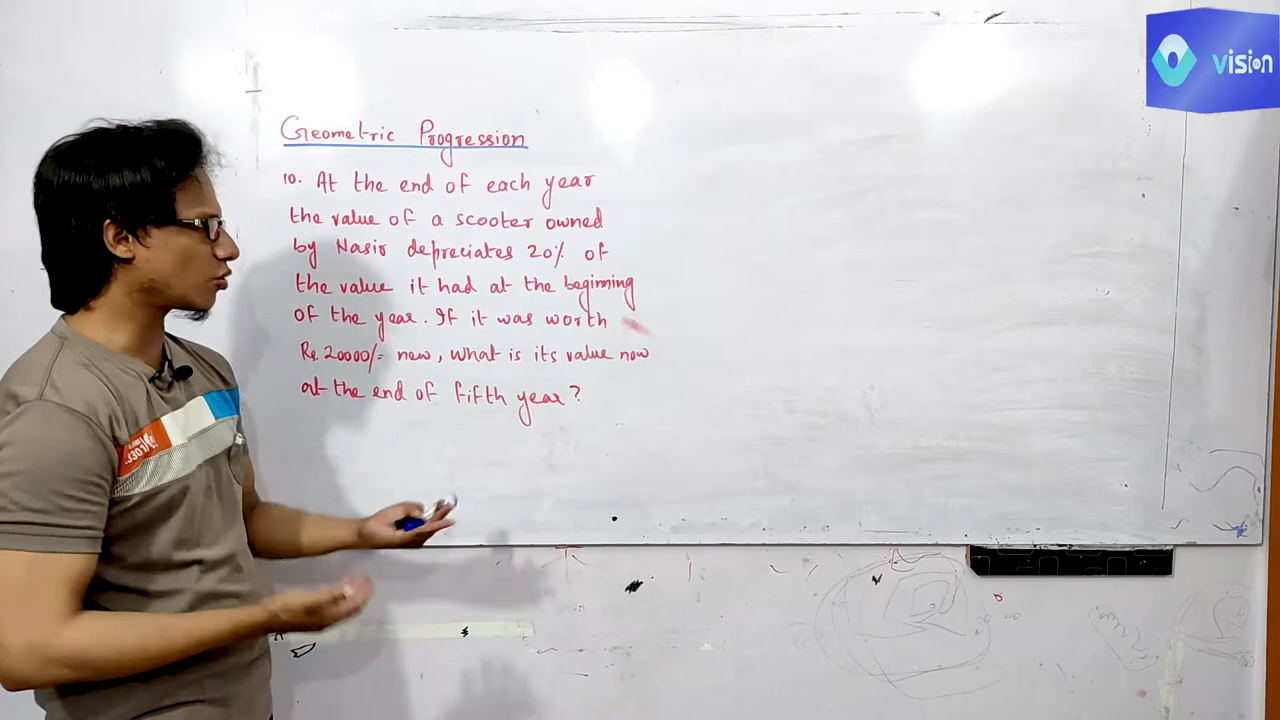 vision
Geometric Progression
10. At the end of each year
the value of a scooter owned
by Nasir depreciates 20% of
the value it had at the beginning
of the year. If it was worth
Rs. 20000/= new, what is its value now
at the end of fifth year?